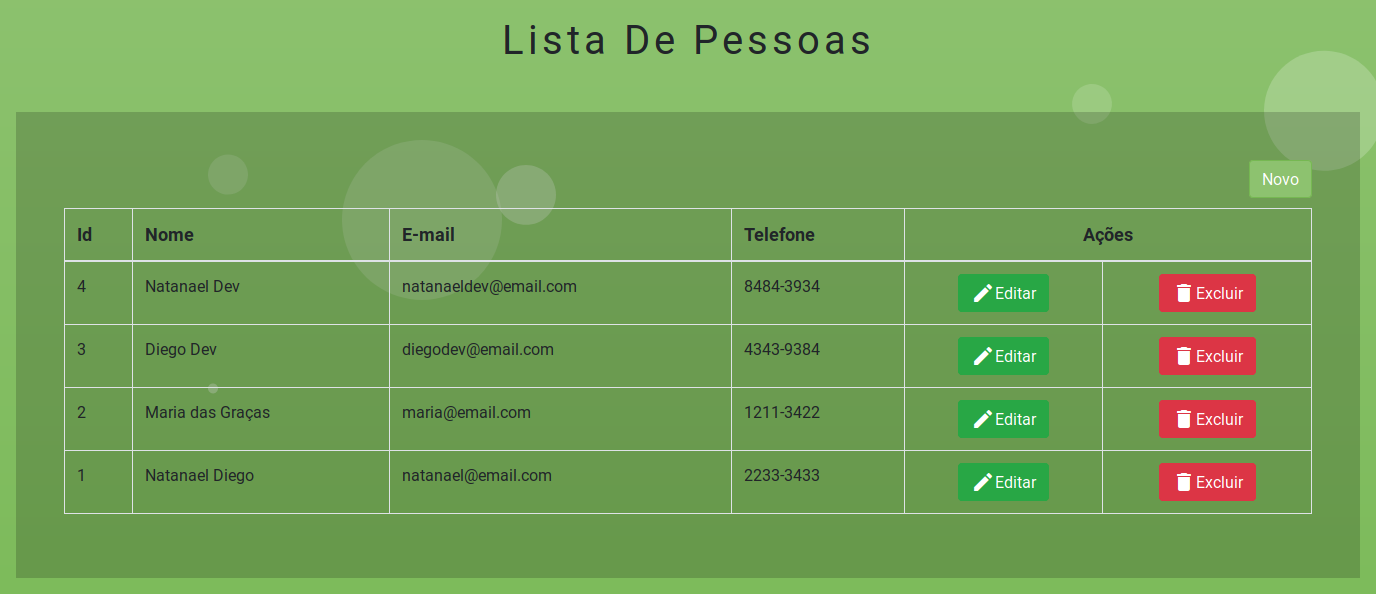 Lista De Pessoas
Novo
Id Nome E-mail Telefone Ações
4 Natanael Dev natanaeldev@email.com 8484-3934 Editar Excluir
3 Diego Dev diegodev@email.com 4343-9384 Editar Excluir
2 Maria das Graças maria@email.com 1211-3422 Editar Excluir
1 Natanael Diego natanael@email.com 2233-3433 Editar Excluir